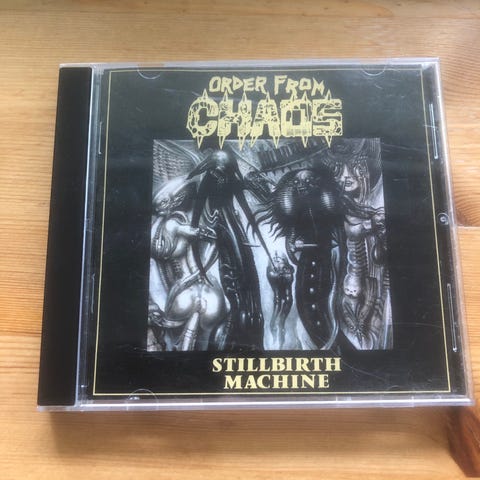 ORDER FROM
CHAOS
STILLBIRTH
MACHINE